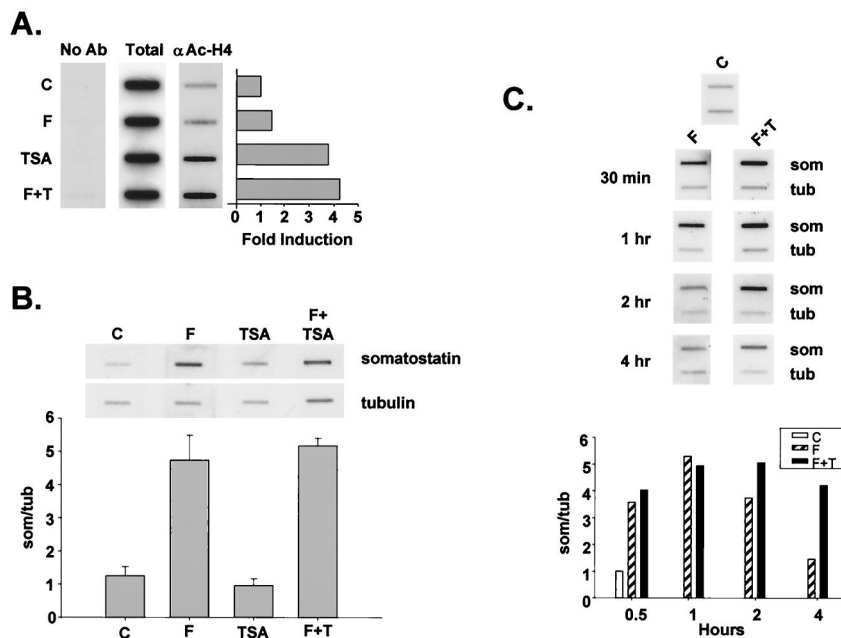 A.
No Ab Total α Ac-H4
C
F
TSA
F+T
0 1 2 3 4 5
Fold Induction
B.
C F TSA F+
TSA
somatostatin
tubulin
6
5
4
3
2
1
0
som/tub
C F TSA F+T
C.
C
F F+T
30 min som
tub
1 hr som
tub
2 hr som
tub
4 hr som
tub
6
5
4
3
2
1
0
som/tub
C
F
F+T
0.5 1 2 4
Hours